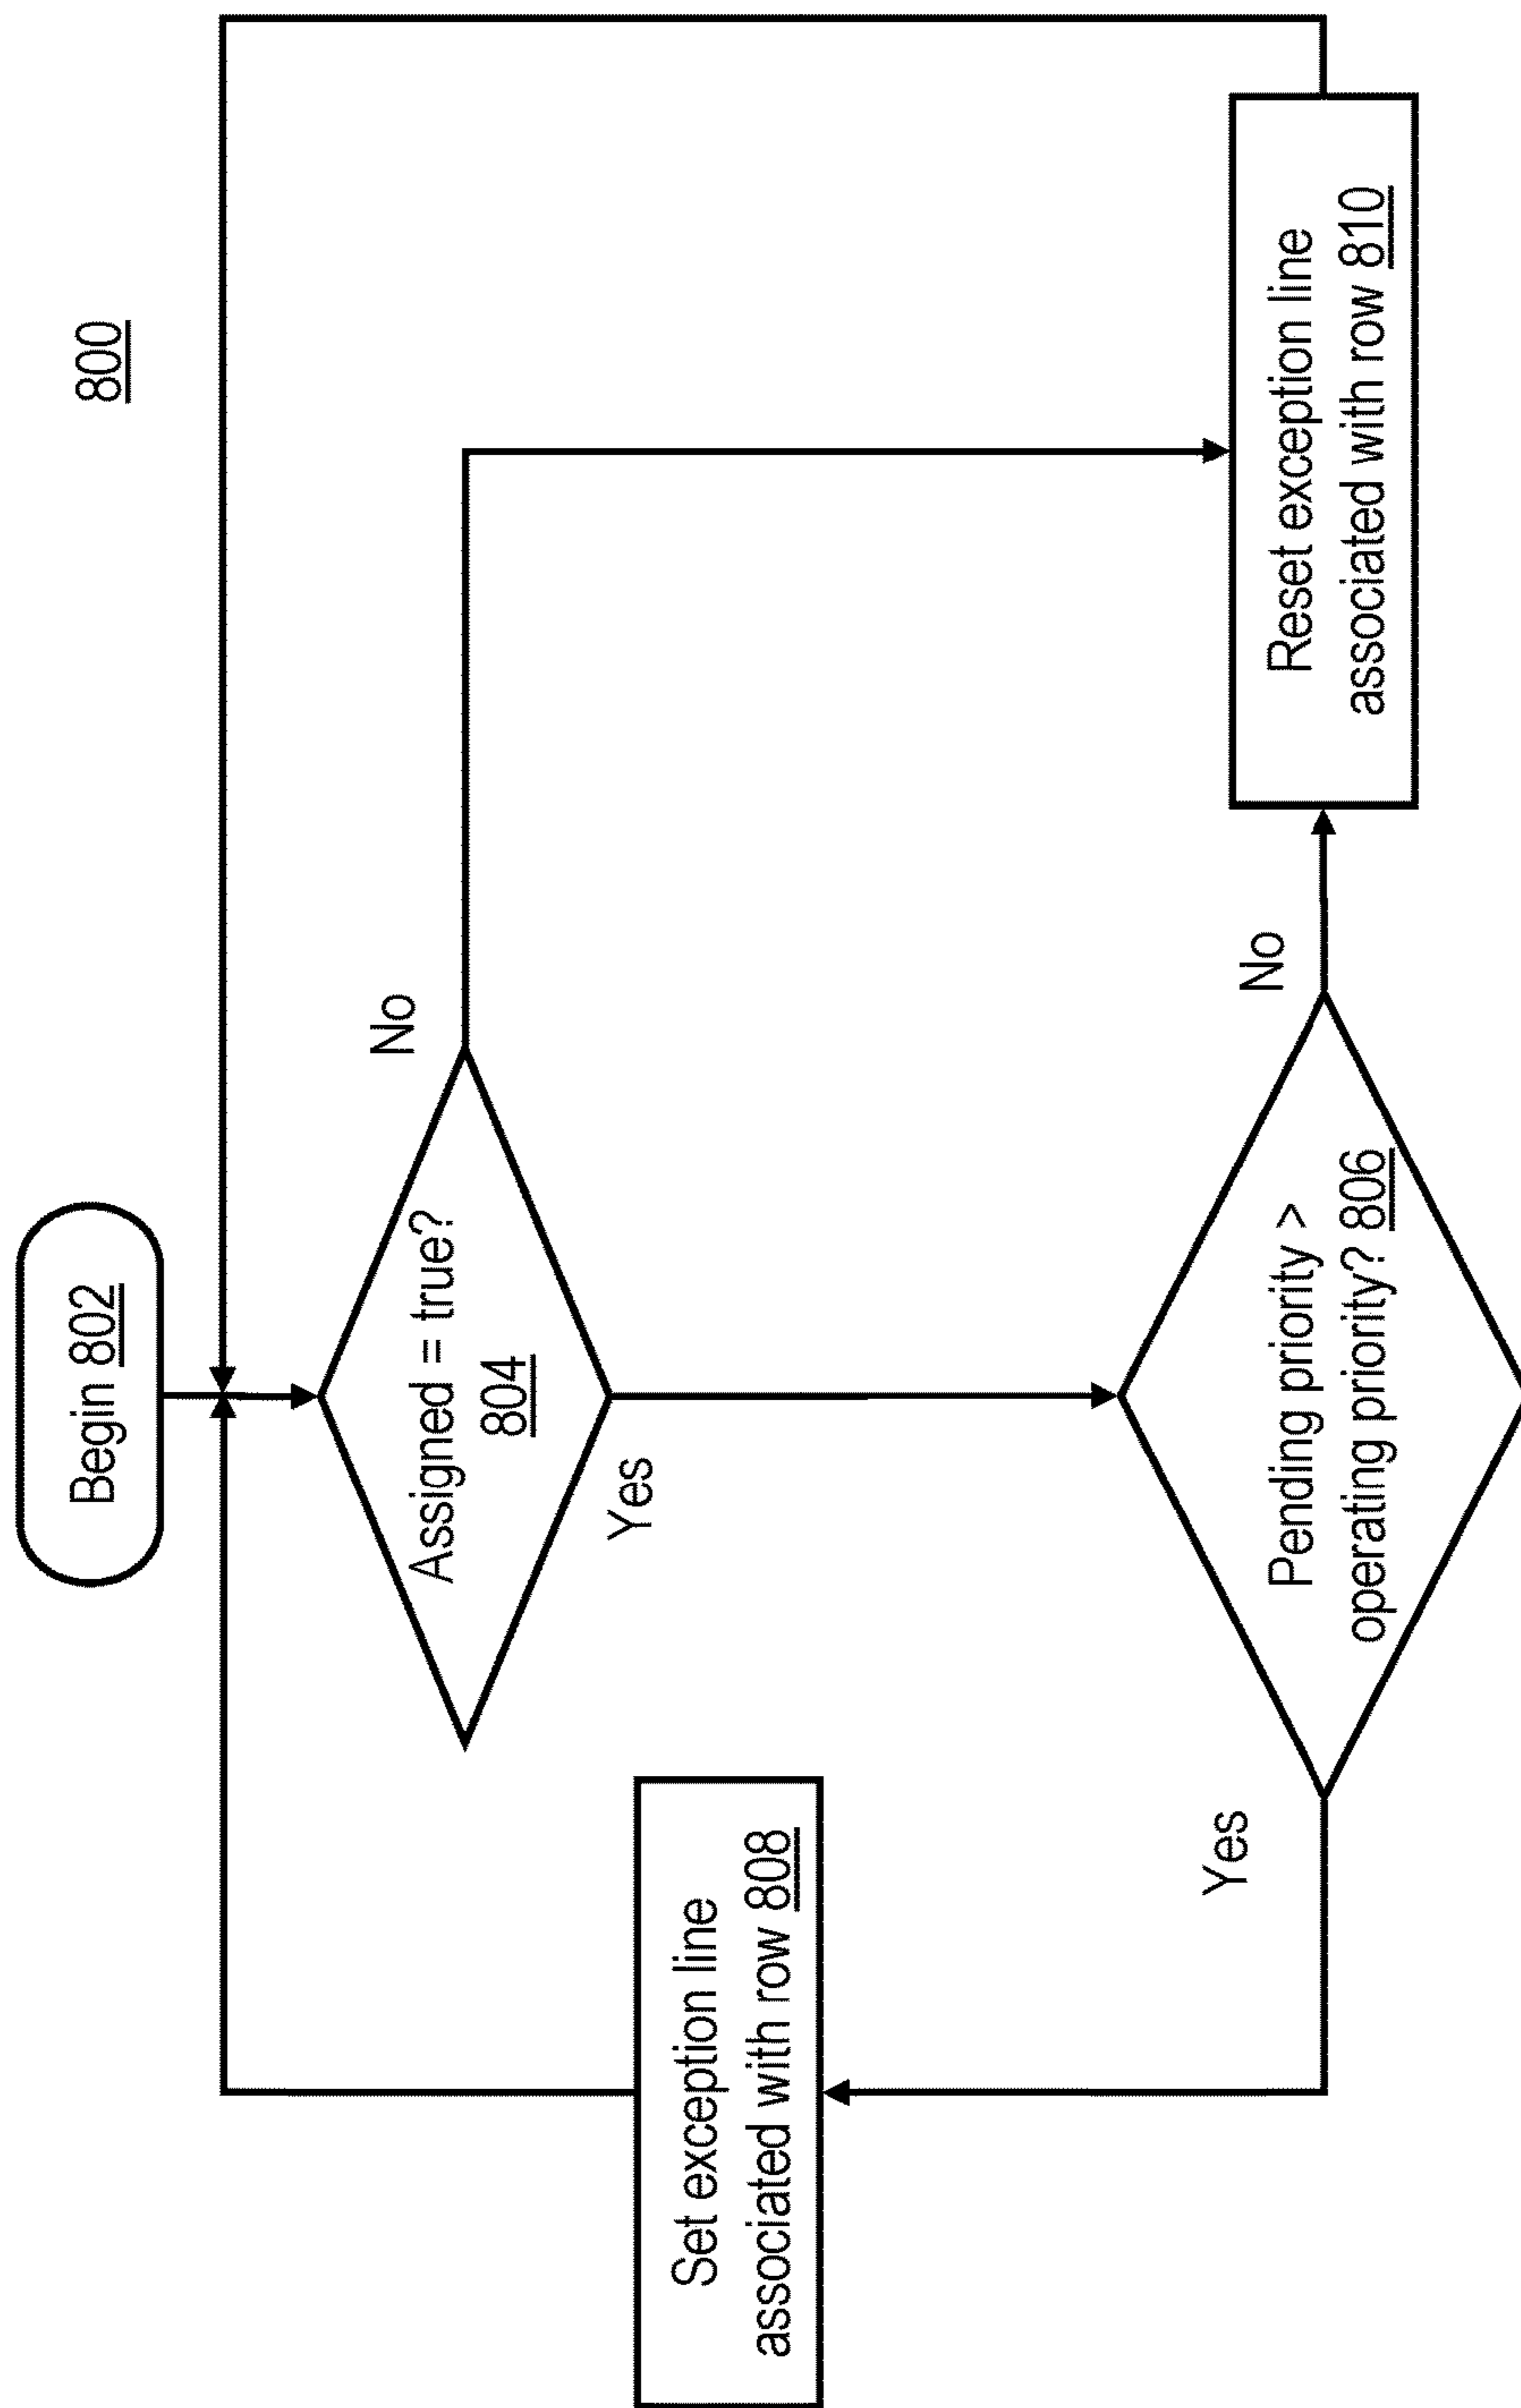 800
Begin 802
Assigned = true?
804
No
Yes
Set exception line
associated with row 808
Pending priority >
operating priority? 806
Yes
No
Reset exception line
associated with row 810